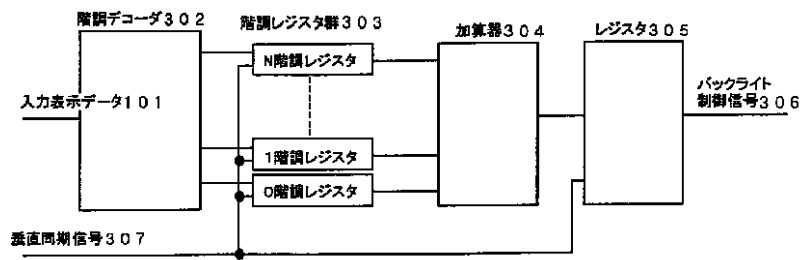 階調デコーダ302
階調レジスタ群303
加算器304
レジスタ305
N階調レジスタ
入力表示データ101
バックライト
制御信号306
1階調レジスタ
0階調レジスタ
垂直同期信号307